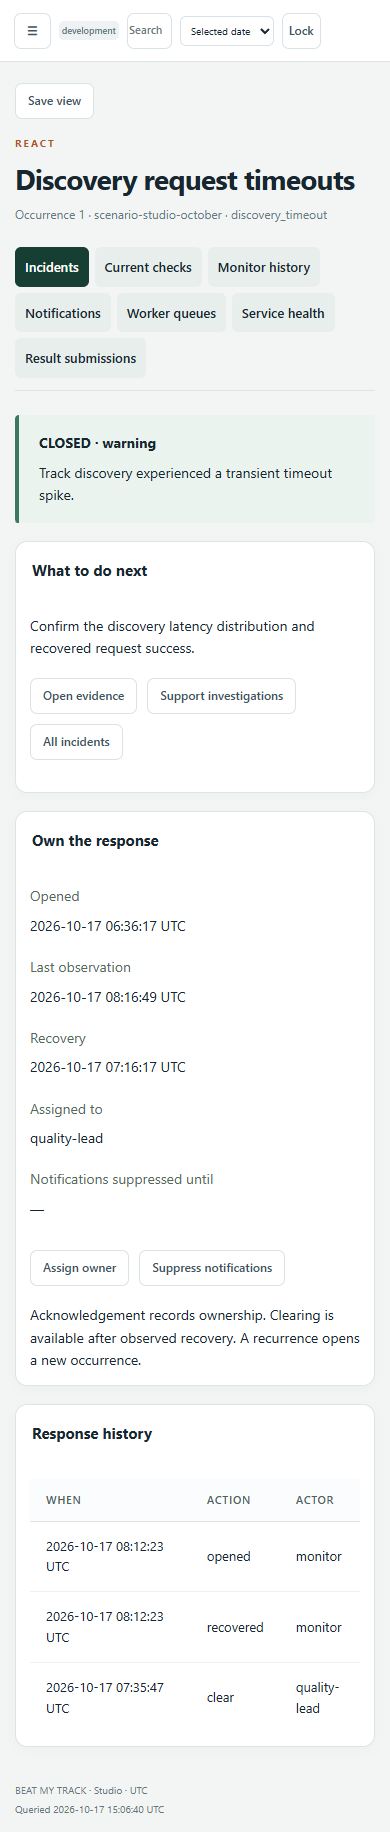 ☰ development Search Selected date Lock
Save view
REACT
Discovery request timeouts
Occurrence 1 · scenario-studio-october · discovery_timeout
Incidents Current checks Monitor history
Notifications Worker queues Service health
Result submissions
CLOSED · warning
Track discovery experienced a transient timeout
spike.
What to do next
Confirm the discovery latency distribution and
recovered request success.
Open evidence Support investigations
All incidents
Own the response
Opened
2026-10-17 06:36:17 UTC
Last observation
2026-10-17 08:16:49 UTC
Recovery
2026-10-17 07:16:17 UTC
Assigned to
quality-lead
Notifications suppressed until
—
Assign owner Suppress notifications
Acknowledgement records ownership. Clearing is
available after observed recovery. A recurrence opens
a new occurrence.
Response history
WHEN ACTION ACTOR
2026-10-17 08:12:23
UTC opened monitor
2026-10-17 08:12:23
UTC recovered monitor
2026-10-17 07:35:47
UTC clear quality-
lead
BEAT MY TRACK · Studio · UTC
Queried 2026-10-17 15:06:40 UTC